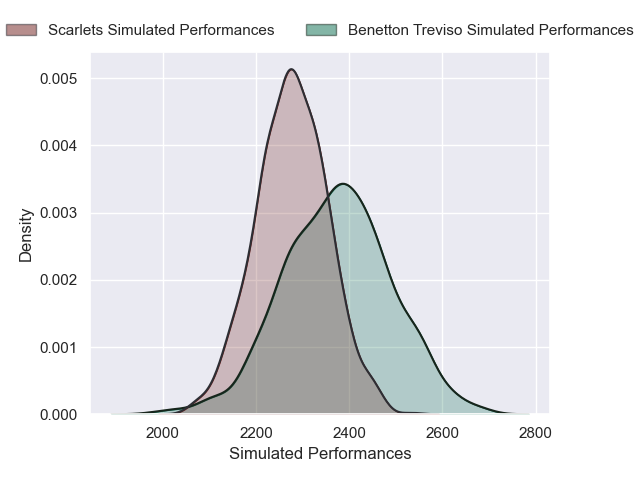 Scarlets Simulated Performances
Benetton Treviso Simulated Performances
0.005
0.004
0.003
0.002
0.001
0.000
Density
2000
2200
2400
2600
2800
Simulated Performances